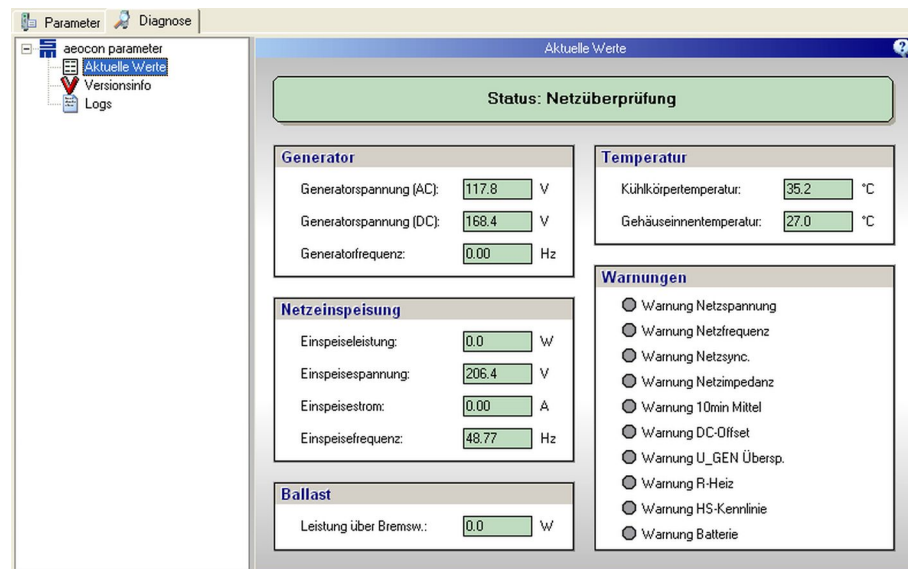 Parameter Diagnose
aeocon parameter
Aktuelle Werte
Versionsinfo
Logs
Aktuelle Werte
Status: Netzüberprüfung
Generator
Generatorspannung (AC): 117.8 V
Generatorspannung (DC): 168.4 V
Generatorfrequenz: 0.00 Hz
Netzeinspeisung
Einspeiseleistung: 0.0 W
Einspeisespannung: 206.4 V
Einspeisestrom: 0.00 A
Einspeisefrequenz: 48.77 Hz
Ballast
Leistung über Bremsw.: 0.0 W
Temperatur
Kühlkörpertemperatur: 35.2 °C
Gehäuseinnentemperatur: 27.0 °C
Warnungen
Warnung Netzspannung
Warnung Netzfrequenz
Warnung Netzsync.
Warnung Netzimpedanz
Warnung 10min Mittel
Warnung DC-Offset
Warnung U_GEN Übersp.
Warnung R-Heiz
Warnung HS-Kennlinie
Warnung Batterie